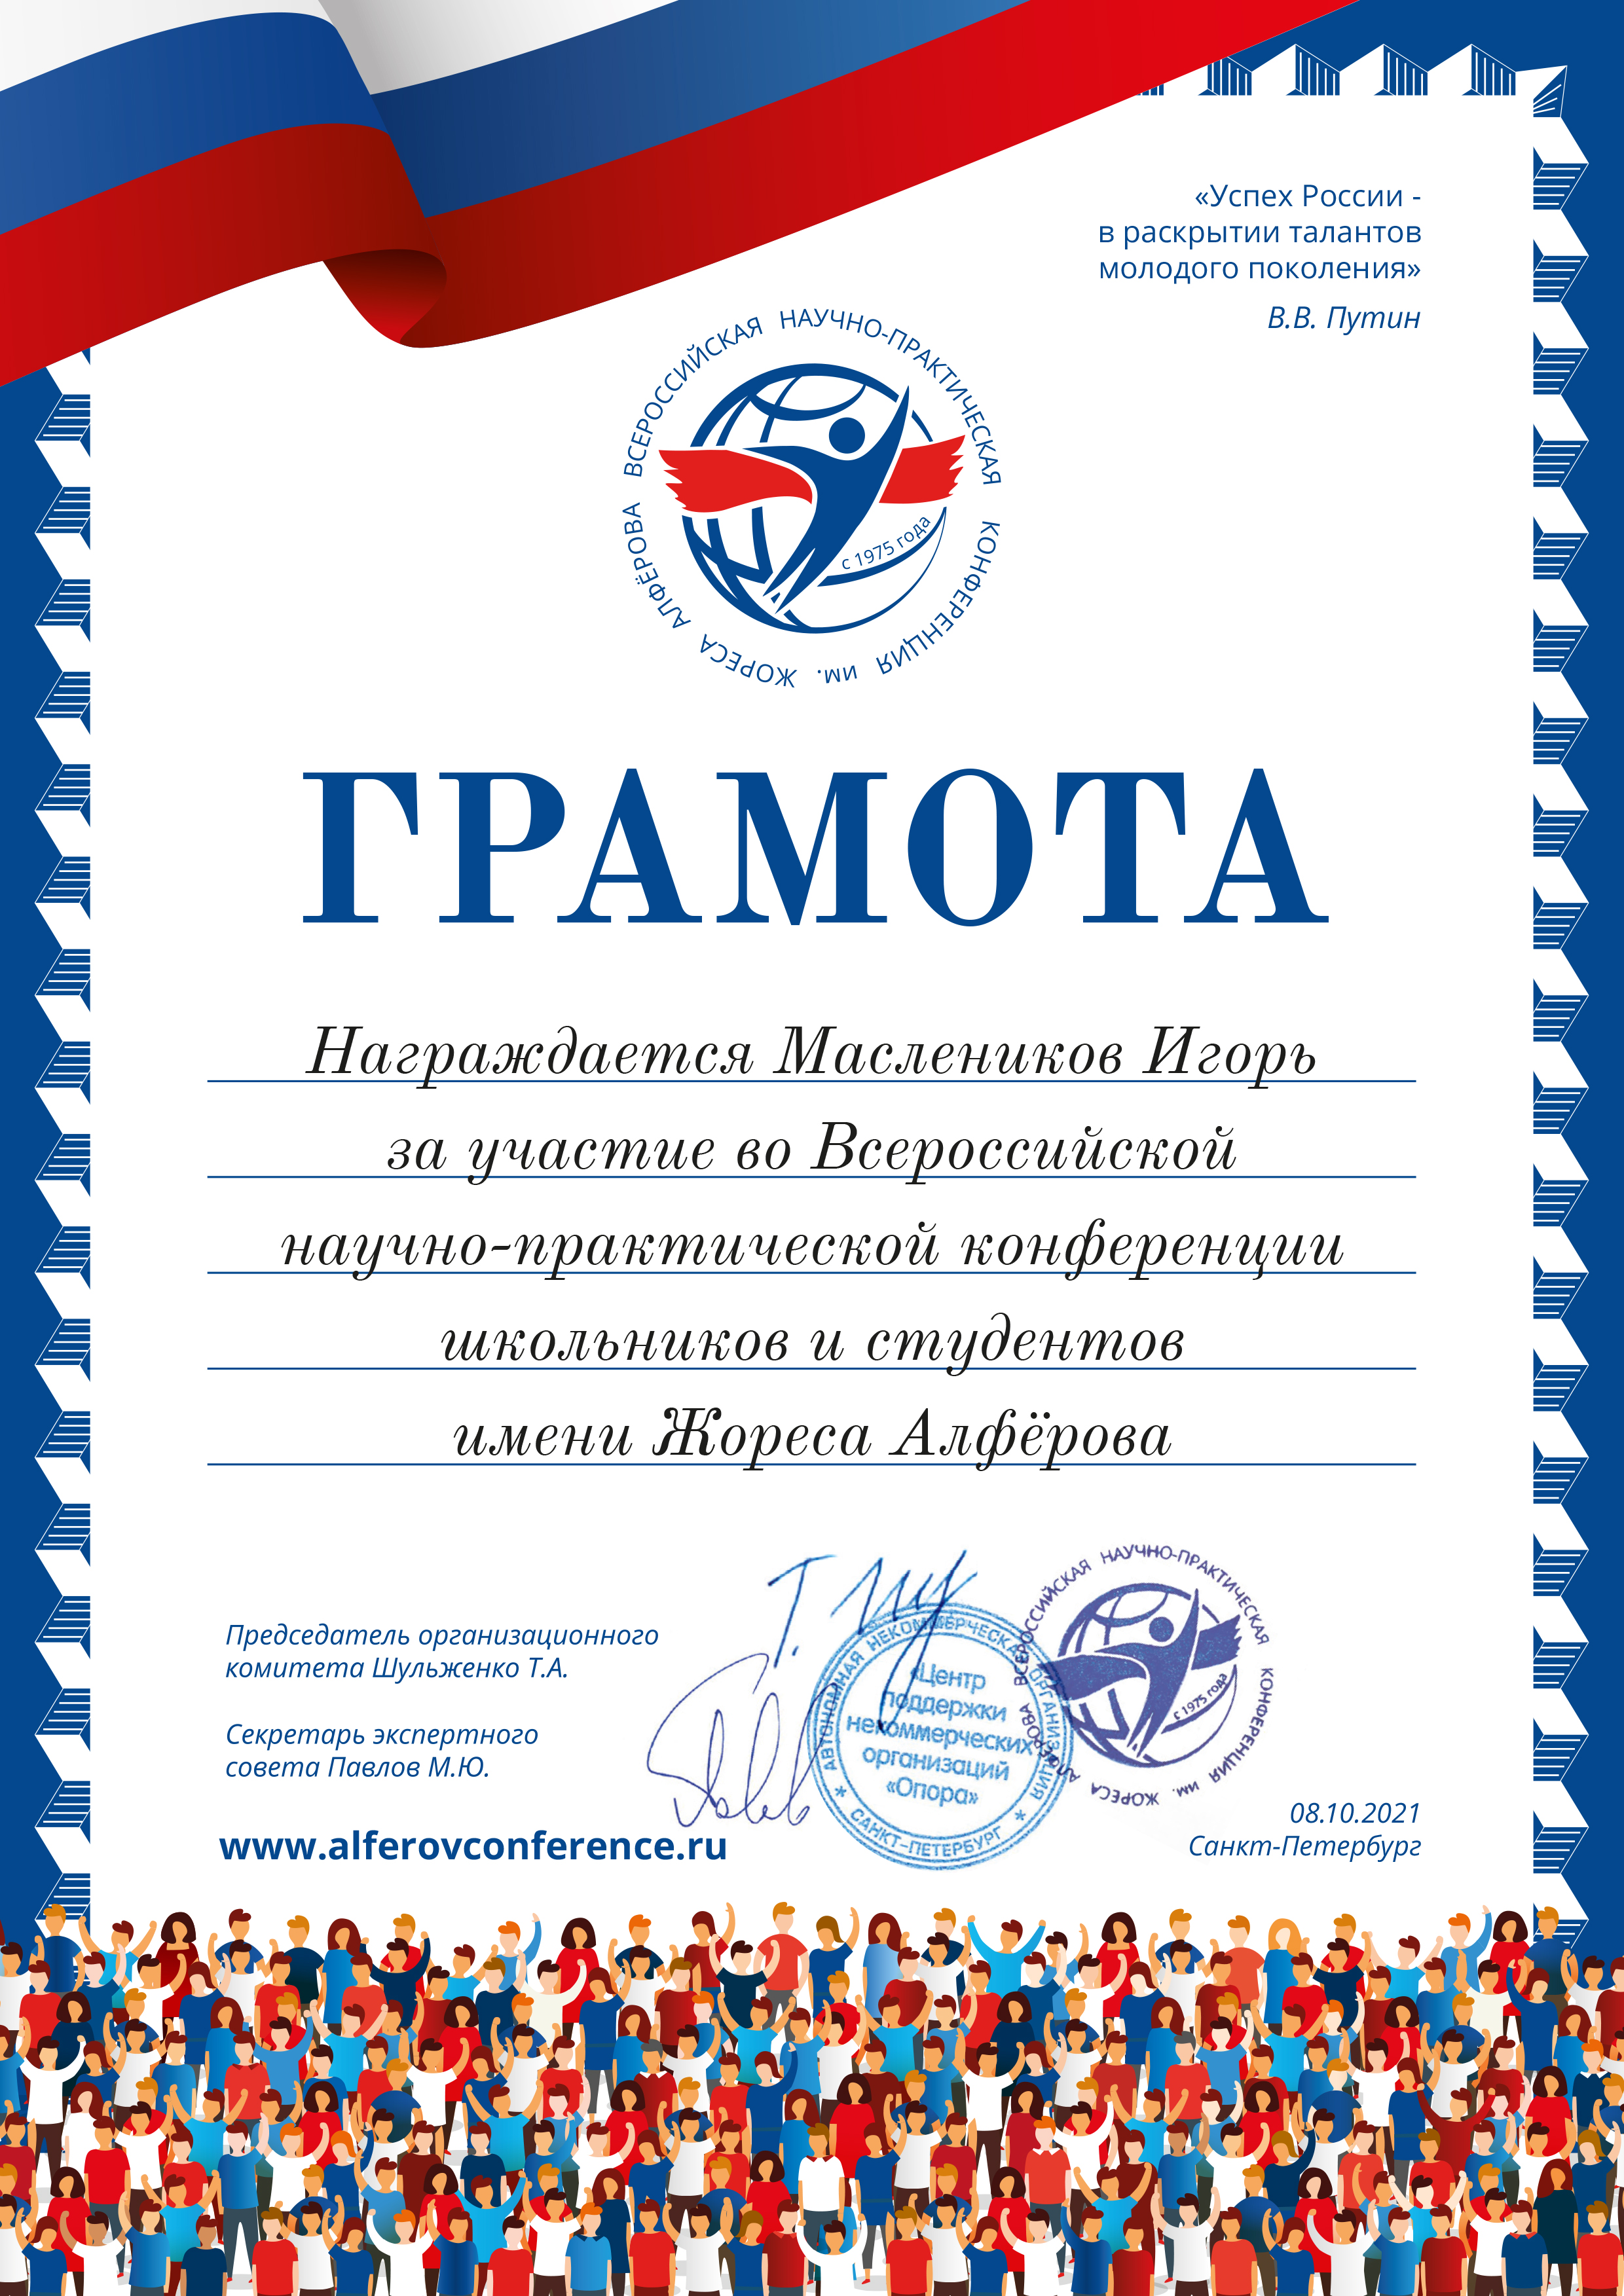 «Успех России -
в раскрытии талантов
молодого поколения»
В.В. Путин
ВСЕРОССИЙСКАЯ НАУЧНО-ПРАКТИЧЕСКАЯ КОНФЕРЕНЦИЯ им. ЖОРЕСА АЛФЁРОВА
с 1975 года
ГРАМОТА
Награждается Маслеников Игорь
за участие во Всероссийской
научно-практической конференции
школьников и студентов
имени Жореса Алфёрова
Председатель организационного
комитета Шульженко Т.А.
Секретарь экспертного
совета Павлов М.Ю.
www.alferovconference.ru
АВТОНОМНАЯ НЕКОММЕРЧЕСКАЯ ОРГАНИЗАЦИЯ
«Центр
поддержки
некоммерческих
организаций
«Опора»
* САНКТ-ПЕТЕРБУРГ *
ВСЕРОССИЙСКАЯ НАУЧНО-ПРАКТИЧЕСКАЯ КОНФЕРЕНЦИЯ им. ЖОРЕСА АЛФЁРОВА
с 1975 года
08.10.2021
Санкт-Петербург